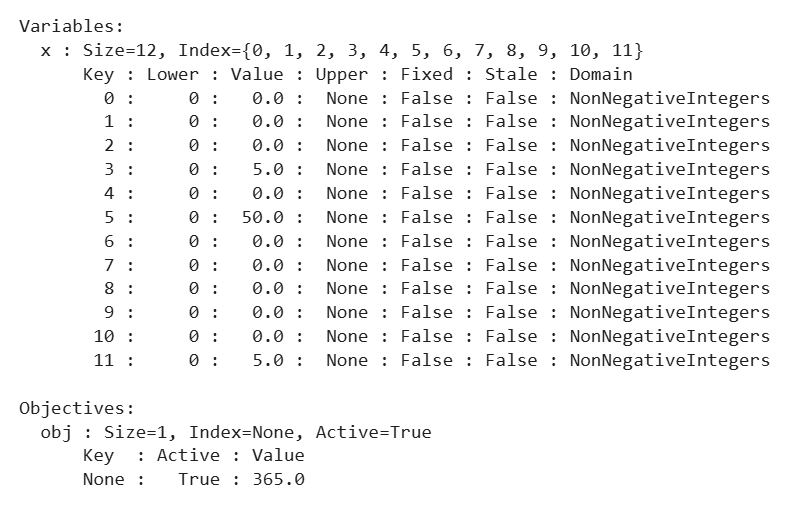 Variables:
  x : Size=12, Index={0, 1, 2, 3, 4, 5, 6, 7, 8, 9, 10, 11}
      Key : Lower : Value : Upper : Fixed : Stale : Domain
        0 :     0 :   0.0 :  None : False : False : NonNegativeIntegers
        1 :     0 :   0.0 :  None : False : False : NonNegativeIntegers
        2 :     0 :   0.0 :  None : False : False : NonNegativeIntegers
        3 :     0 :   5.0 :  None : False : False : NonNegativeIntegers
        4 :     0 :   0.0 :  None : False : False : NonNegativeIntegers
        5 :     0 :  50.0 :  None : False : False : NonNegativeIntegers
        6 :     0 :   0.0 :  None : False : False : NonNegativeIntegers
        7 :     0 :   0.0 :  None : False : False : NonNegativeIntegers
        8 :     0 :   0.0 :  None : False : False : NonNegativeIntegers
        9 :     0 :   0.0 :  None : False : False : NonNegativeIntegers
       10 :     0 :   0.0 :  None : False : False : NonNegativeIntegers
       11 :     0 :   5.0 :  None : False : False : NonNegativeIntegers

Objectives:
  obj : Size=1, Index=None, Active=True
      Key  : Active : Value
      None :   True : 365.0